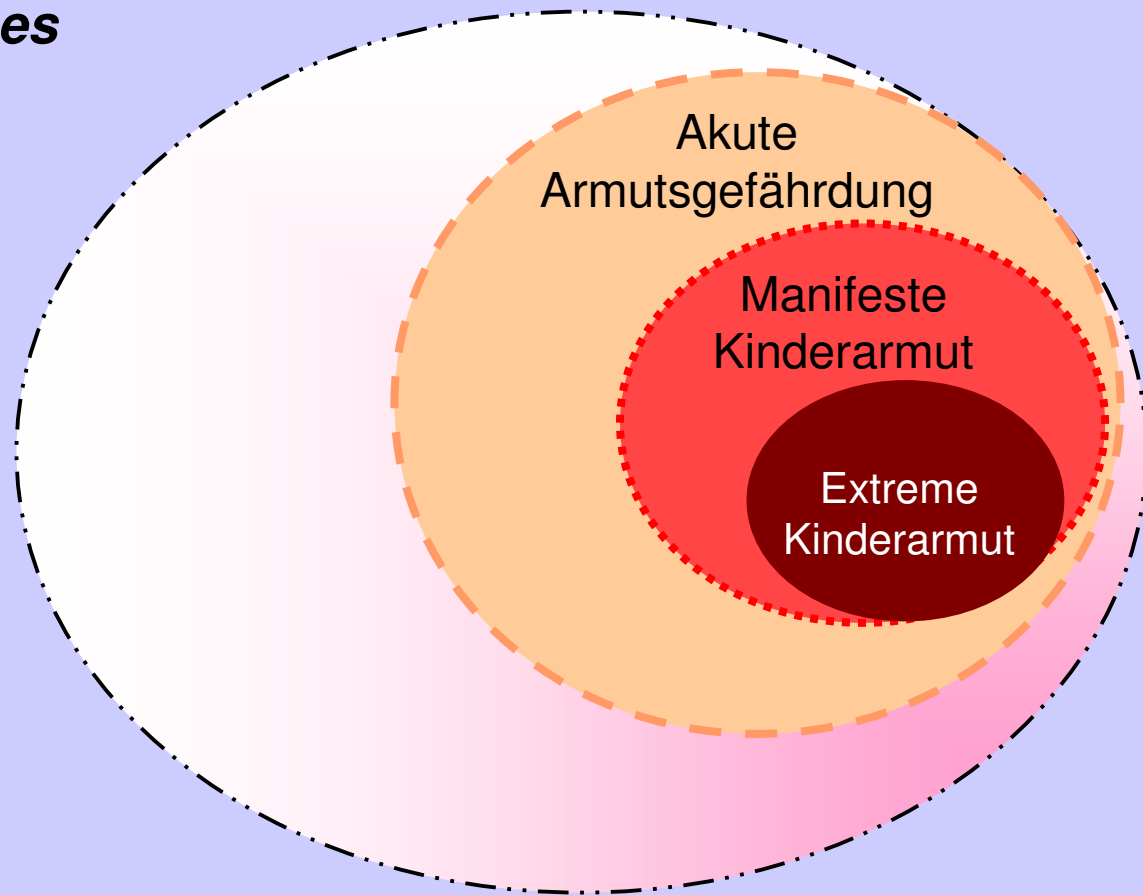 es
Akute
Armutsgefährdung
Manifeste
Kinderarmut
Extreme
Kinderarmut